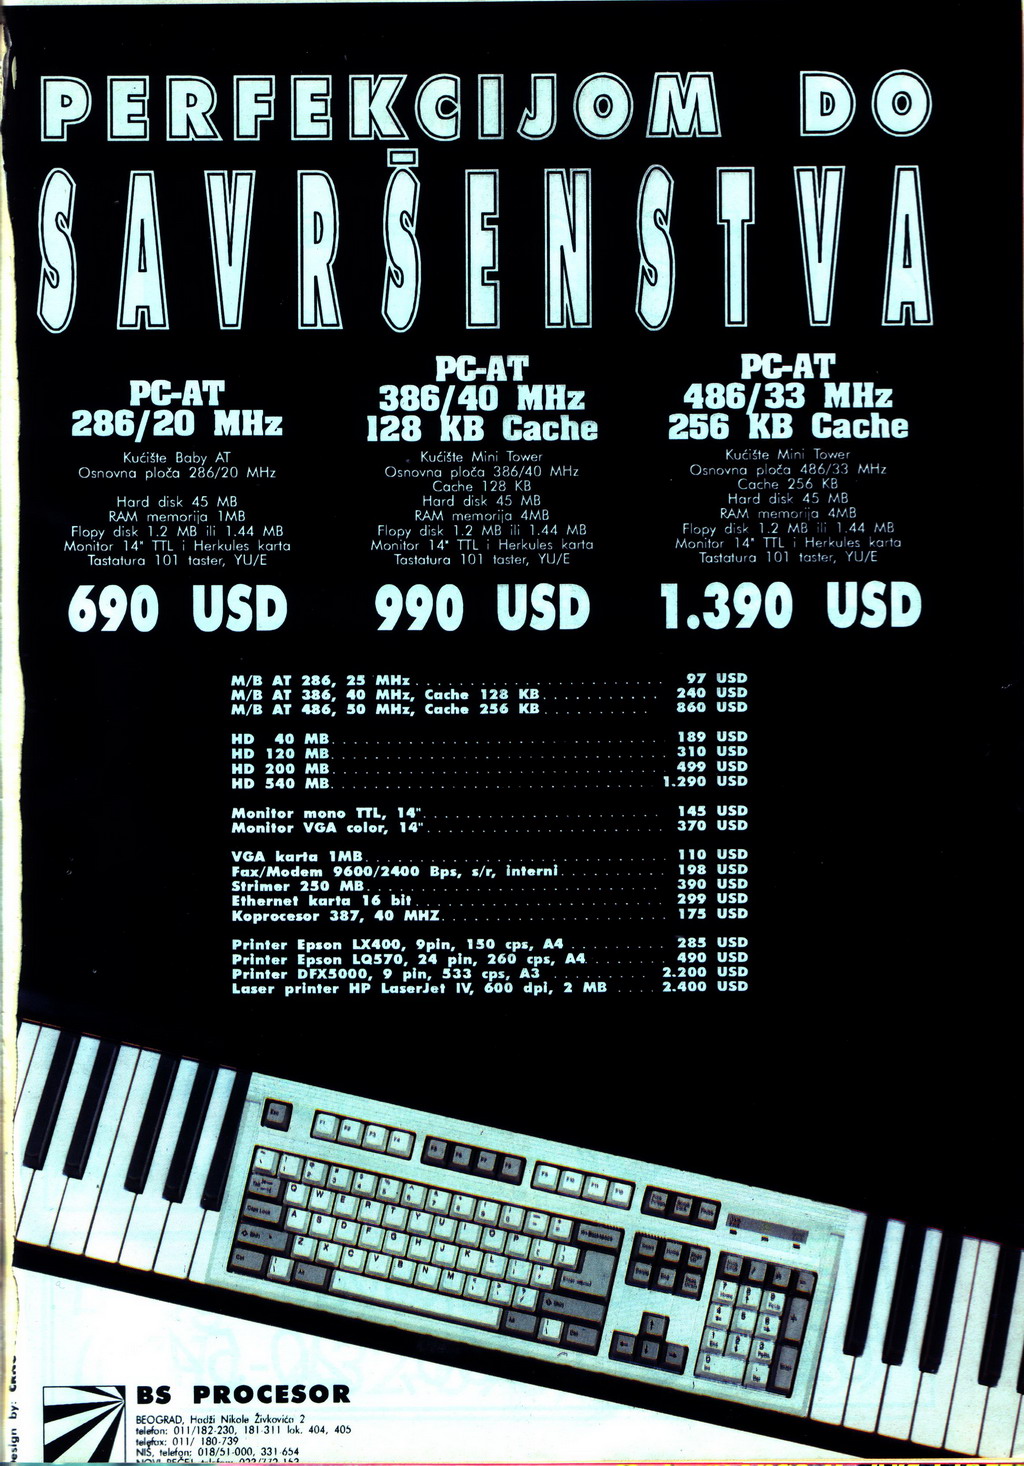 PERFEKCIJOM DO
SAVRŠENSTVA
PC-AT
286/20 MHz
Kućište Baby AT
Osnovna ploča 286/20 MHz
Hard disk 45 MB
RAM memorija 1MB
Flopy disk 1.2 MB ili 1.44 MB
Monitor 14" TTL i Herkules karta
Tastatura 101 taster, YU/E
690 USD
PC-AT
386/40 MHz
128 KB Cache
Kućište Mini Tower
Osnovna ploča 386/40 MHz
Cache 128 KB
Hard disk 45 MB
RAM memorija 4MB
Flopy disk 1.2 MB ili 1.44 MB
Monitor 14" TTL i Herkules karta
Tastatura 101 taster, YU/E
990 USD
PC-AT
486/33 MHz
256 KB Cache
Kućište Mini Tower
Osnovna ploča 486/33 MHz
Cache 256 KB
Hard disk 45 MB
RAM memorija 4MB
Flopy disk 1.2 MB ili 1.44 MB
Monitor 14" TTL i Herkules karta
Tastatura 101 taster, YU/E
1.390 USD
M/B AT 286, 25 MHz 97 USD
M/B AT 386, 40 MHz, Cache 128 KB 240 USD
M/B AT 486, 50 MHz, Cache 256 KB 860 USD
HD 40 MB 189 USD
HD 120 MB 310 USD
HD 200 MB 499 USD
HD 540 MB 1.290 USD
Monitor mono TTL, 14" 145 USD
Monitor VGA color, 14" 370 USD
VGA karta 1MB 110 USD
Fax/Modem 9600/2400 Bps, s/r, interni 198 USD
Strimer 250 MB 390 USD
Ethernet karta 16 bit 299 USD
Koprocesor 387, 40 MHZ 175 USD
Printer Epson LX400, 9pin, 150 cps, A4 285 USD
Printer Epson LQ570, 24 pin, 260 cps, A4 490 USD
Printer DFX5000, 9 pin, 533 cps, A3 2.200 USD
Laser printer HP LaserJet IV, 600 dpi, 2 MB 2.400 USD
BS PROCESOR
BEOGRAD, Hadži Nikole Živkovića 2
telefon: 011/182-230, 181-311 lok. 404, 405
telefax: 011/ 180-739
NIŠ, telefon: 018/51-000, 331-654